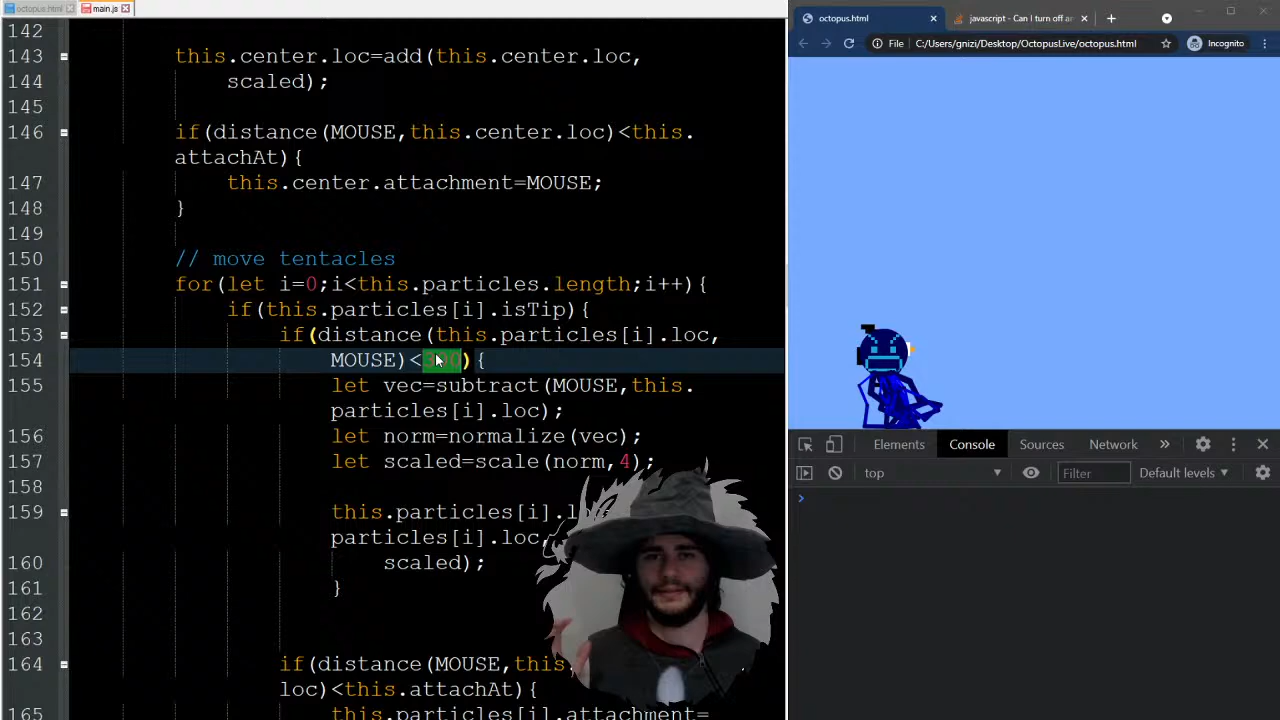 octopus.html
main.js
142
143 this.center.loc=add(this.center.loc,
144 scaled);
145
146 if(distance(MOUSE,this.center.loc)<this.
attachAt){
147 this.center.attachment=MOUSE;
148 }
149
150 // move tentacles
151 for(let i=0;i<this.particles.length;i++){
152 if(this.particles[i].isTip){
153 if(distance(this.particles[i].loc,
154 MOUSE)<300){
155 let vec=subtract(MOUSE,this.
particles[i].loc);
156 let norm=normalize(vec);
157 let scaled=scale(norm,4);
158
159 this.particles[i].l
particles[i].loc,
160 scaled);
161 }
162
163
164 if(distance(MOUSE,this.
loc)<this.attachAt){
165 this.particles[i].attachment=
octopus.html
javascript - Can I turn off an
File C:/Users/gnizi/Desktop/OctopusLive/octopus.html
Incognito
Elements Console Sources Network
top
Filter
Default levels